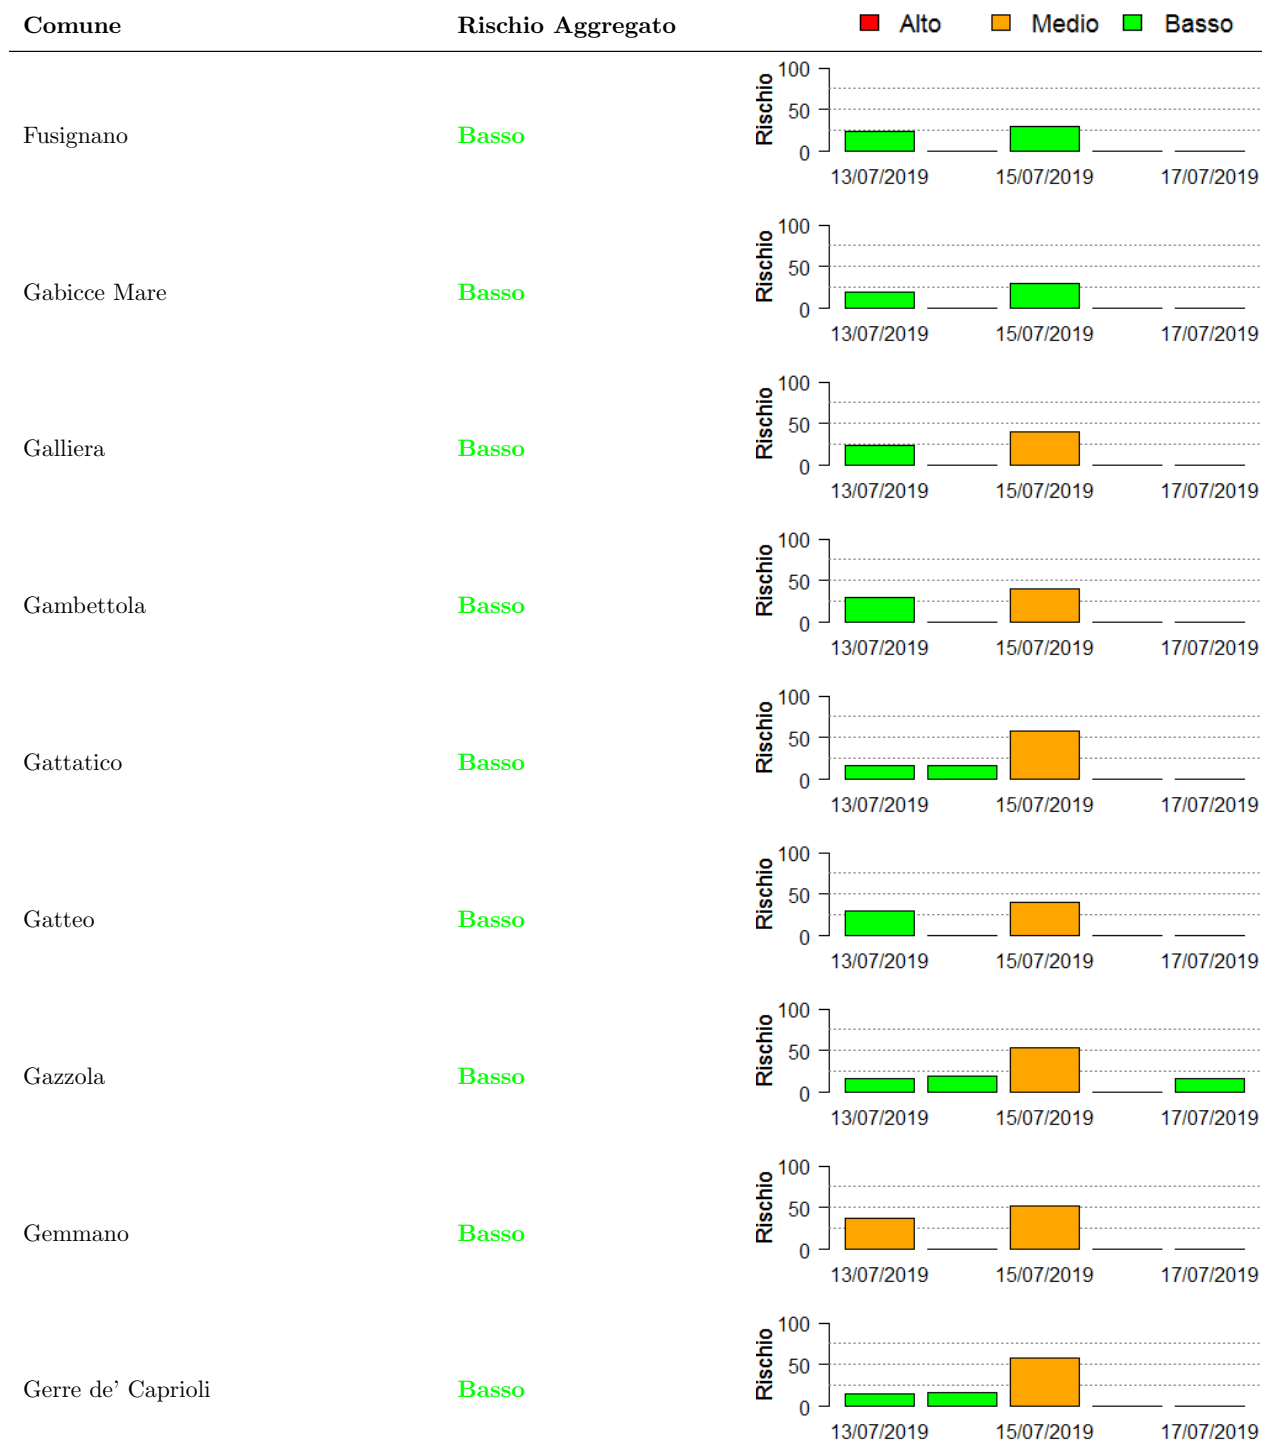 Comune Rischio Aggregato Alto Medio Basso
Fusignano Basso Rischio 100 50 0
13/07/2019 15/07/2019 17/07/2019
Gabicce Mare Basso Rischio 100 50 0
13/07/2019 15/07/2019 17/07/2019
Galliera Basso Rischio 100 50 0
13/07/2019 15/07/2019 17/07/2019
Gambettola Basso Rischio 100 50 0
13/07/2019 15/07/2019 17/07/2019
Gattatico Basso Rischio 100 50 0
13/07/2019 15/07/2019 17/07/2019
Gatteo Basso Rischio 100 50 0
13/07/2019 15/07/2019 17/07/2019
Gazzola Basso Rischio 100 50 0
13/07/2019 15/07/2019 17/07/2019
Gemmano Basso Rischio 100 50 0
13/07/2019 15/07/2019 17/07/2019
Gerre de' Caprioli Basso Rischio 100 50 0
13/07/2019 15/07/2019 17/07/2019